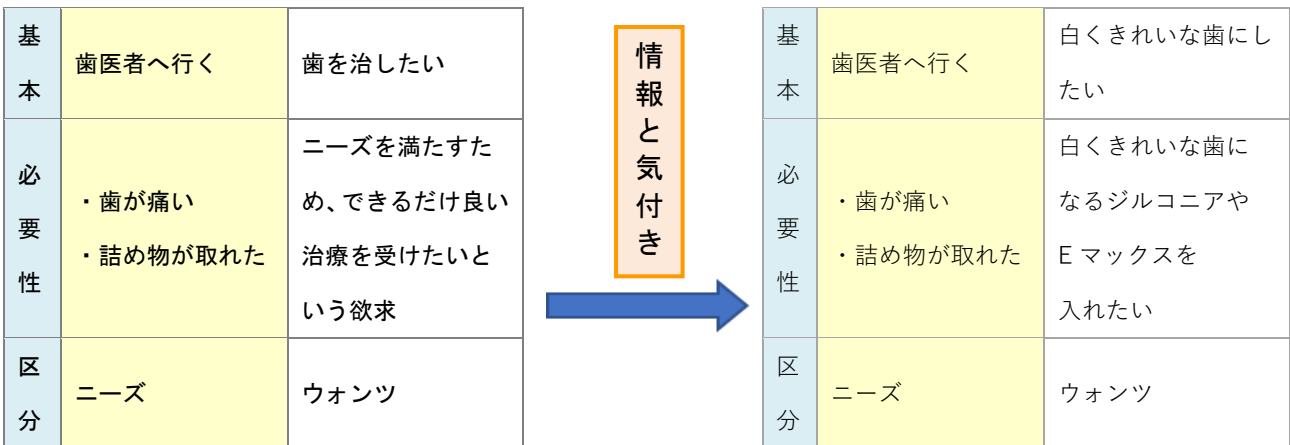 基本
歯医者へ行く
歯を治したい
必要性
・歯が痛い
・詰め物が取れた
ニーズを満たすた
め、できるだけ良い
治療を受けたいと
いう欲求
区分
ニーズ
ウォンツ
情報と気付き
基本
歯医者へ行く
白くきれいな歯にし
たい
必要性
・歯が痛い
・詰め物が取れた
白くきれいな歯に
なるジルコニアや
E マックスを
入れたい
区分
ニーズ
ウォンツ